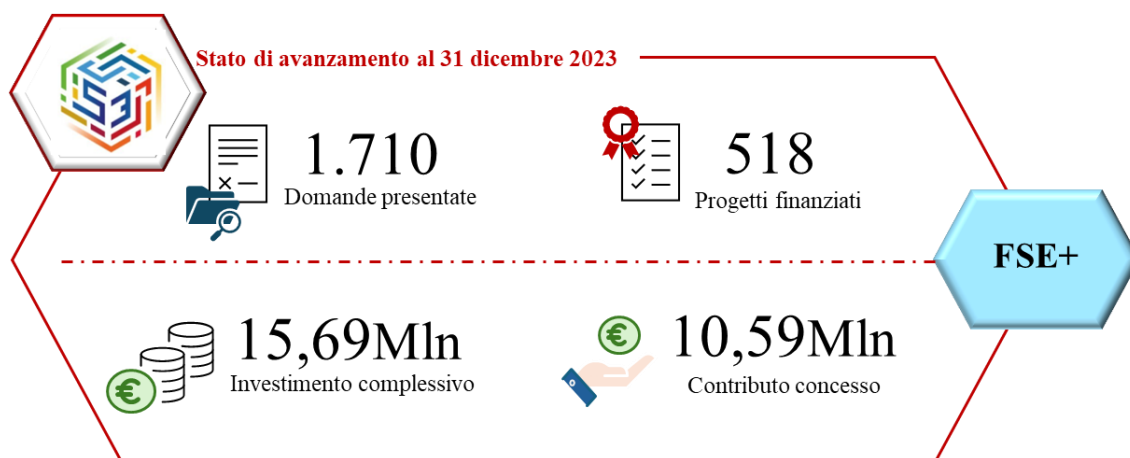 Stato di avanzamento al 31 dicembre 2023
S3
1.710
Domande presentate
518
Progetti finanziati
FSE+
15,69Mln
Investimento complessivo
10,59Mln
Contributo concesso